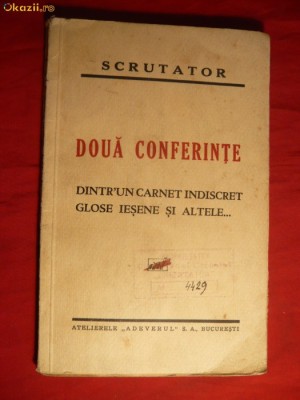 Okazii.ro
SCRUTATOR
DOUĂ CONFERINȚE
DINTR'UN CARNET INDISCRET
GLOSE IEȘENE ȘI ALTELE...
4429
ATELIERELE „ADEVERUL" S. A., BUCUREȘTI